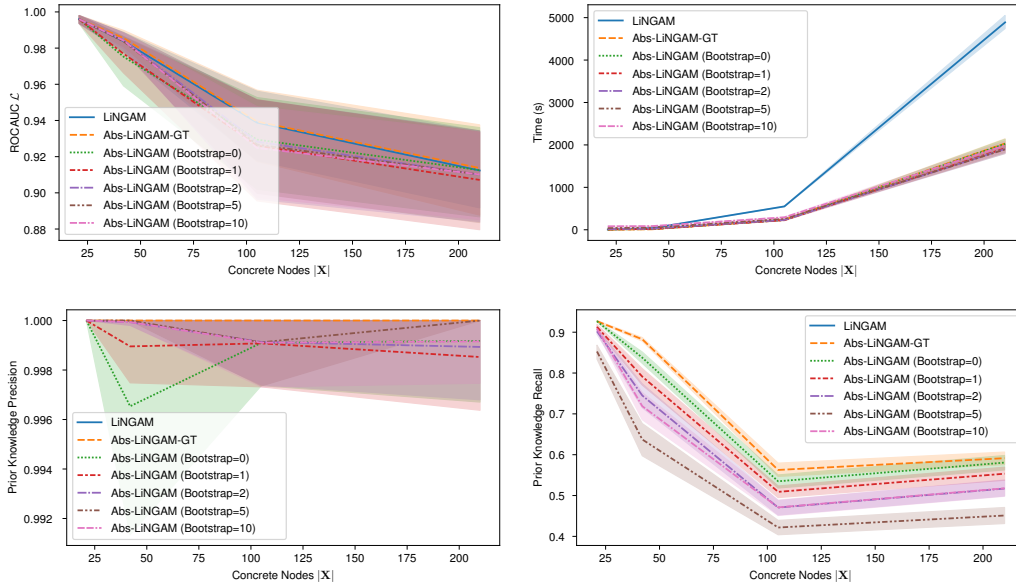 0.98
0.96
0.94
0.92
0.90
0.88
ROCAUC ℒ
LiNGAM
Abs-LiNGAM-GT
Abs-LiNGAM (Bootstrap=0)
Abs-LiNGAM (Bootstrap=1)
Abs-LiNGAM (Bootstrap=2)
Abs-LiNGAM (Bootstrap=5)
Abs-LiNGAM (Bootstrap=10)
25 50 75 100 125 150 175 200
Concrete Nodes |X|
5000
4000
3000
2000
1000
0
Time (s)
LiNGAM
Abs-LiNGAM-GT
Abs-LiNGAM (Bootstrap=0)
Abs-LiNGAM (Bootstrap=1)
Abs-LiNGAM (Bootstrap=2)
Abs-LiNGAM (Bootstrap=5)
Abs-LiNGAM (Bootstrap=10)
25 50 75 100 125 150 175 200
Concrete Nodes |X|
1.000
0.998
0.996
0.994
0.992
Prior Knowledge Precision
LiNGAM
Abs-LiNGAM-GT
Abs-LiNGAM (Bootstrap=0)
Abs-LiNGAM (Bootstrap=1)
Abs-LiNGAM (Bootstrap=2)
Abs-LiNGAM (Bootstrap=5)
Abs-LiNGAM (Bootstrap=10)
25 50 75 100 125 150 175 200
Concrete Nodes |X|
0.9
0.8
0.7
0.6
0.5
0.4
Prior Knowledge Recall
LiNGAM
Abs-LiNGAM-GT
Abs-LiNGAM (Bootstrap=0)
Abs-LiNGAM (Bootstrap=1)
Abs-LiNGAM (Bootstrap=2)
Abs-LiNGAM (Bootstrap=5)
Abs-LiNGAM (Bootstrap=10)
25 50 75 100 125 150 175 200
Concrete Nodes |X|